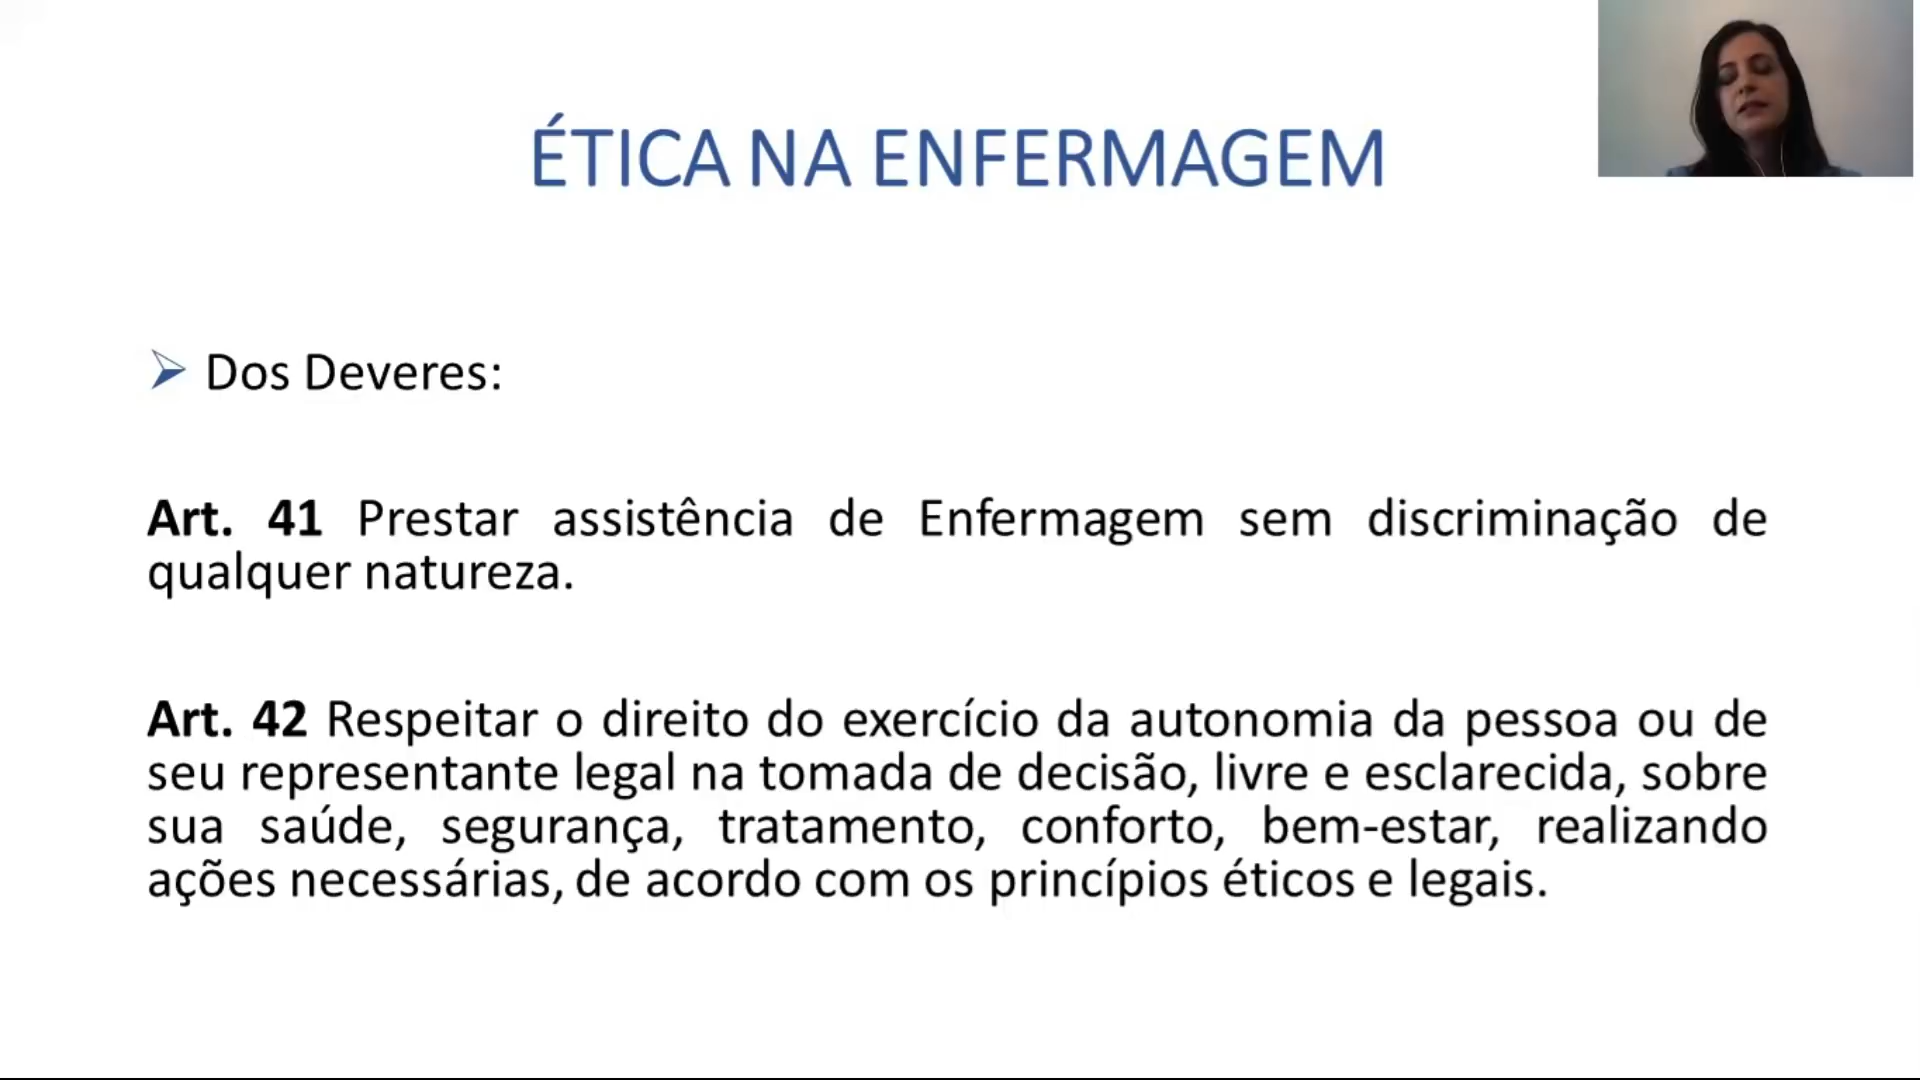 ÉTICA NA ENFERMAGEM
Dos Deveres:
Art. 41 Prestar assistência de Enfermagem sem discriminação de
qualquer natureza.
Art. 42 Respeitar o direito do exercício da autonomia da pessoa ou de
seu representante legal na tomada de decisão, livre e esclarecida, sobre
sua saúde, segurança, tratamento, conforto, bem-estar, realizando
ações necessárias, de acordo com os princípios éticos e legais.